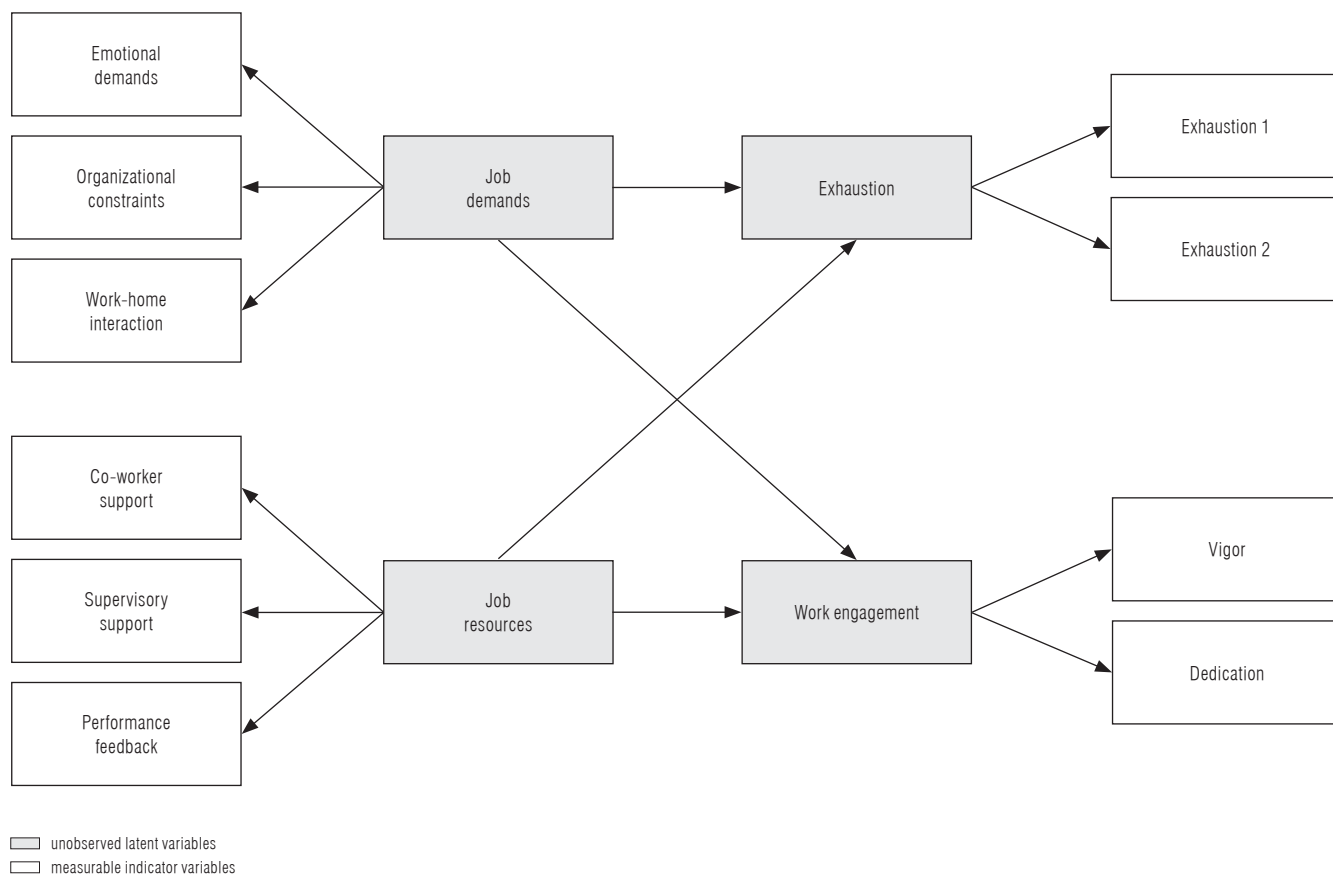 Emotional
demands
Organizational
constraints
Work-home
interaction
Job
demands
Exhaustion
Exhaustion 1
Exhaustion 2
Co-worker
support
Supervisory
support
Performance
feedback
Job
resources
Work engagement
Vigor
Dedication
unobserved latent variables
measurable indicator variables